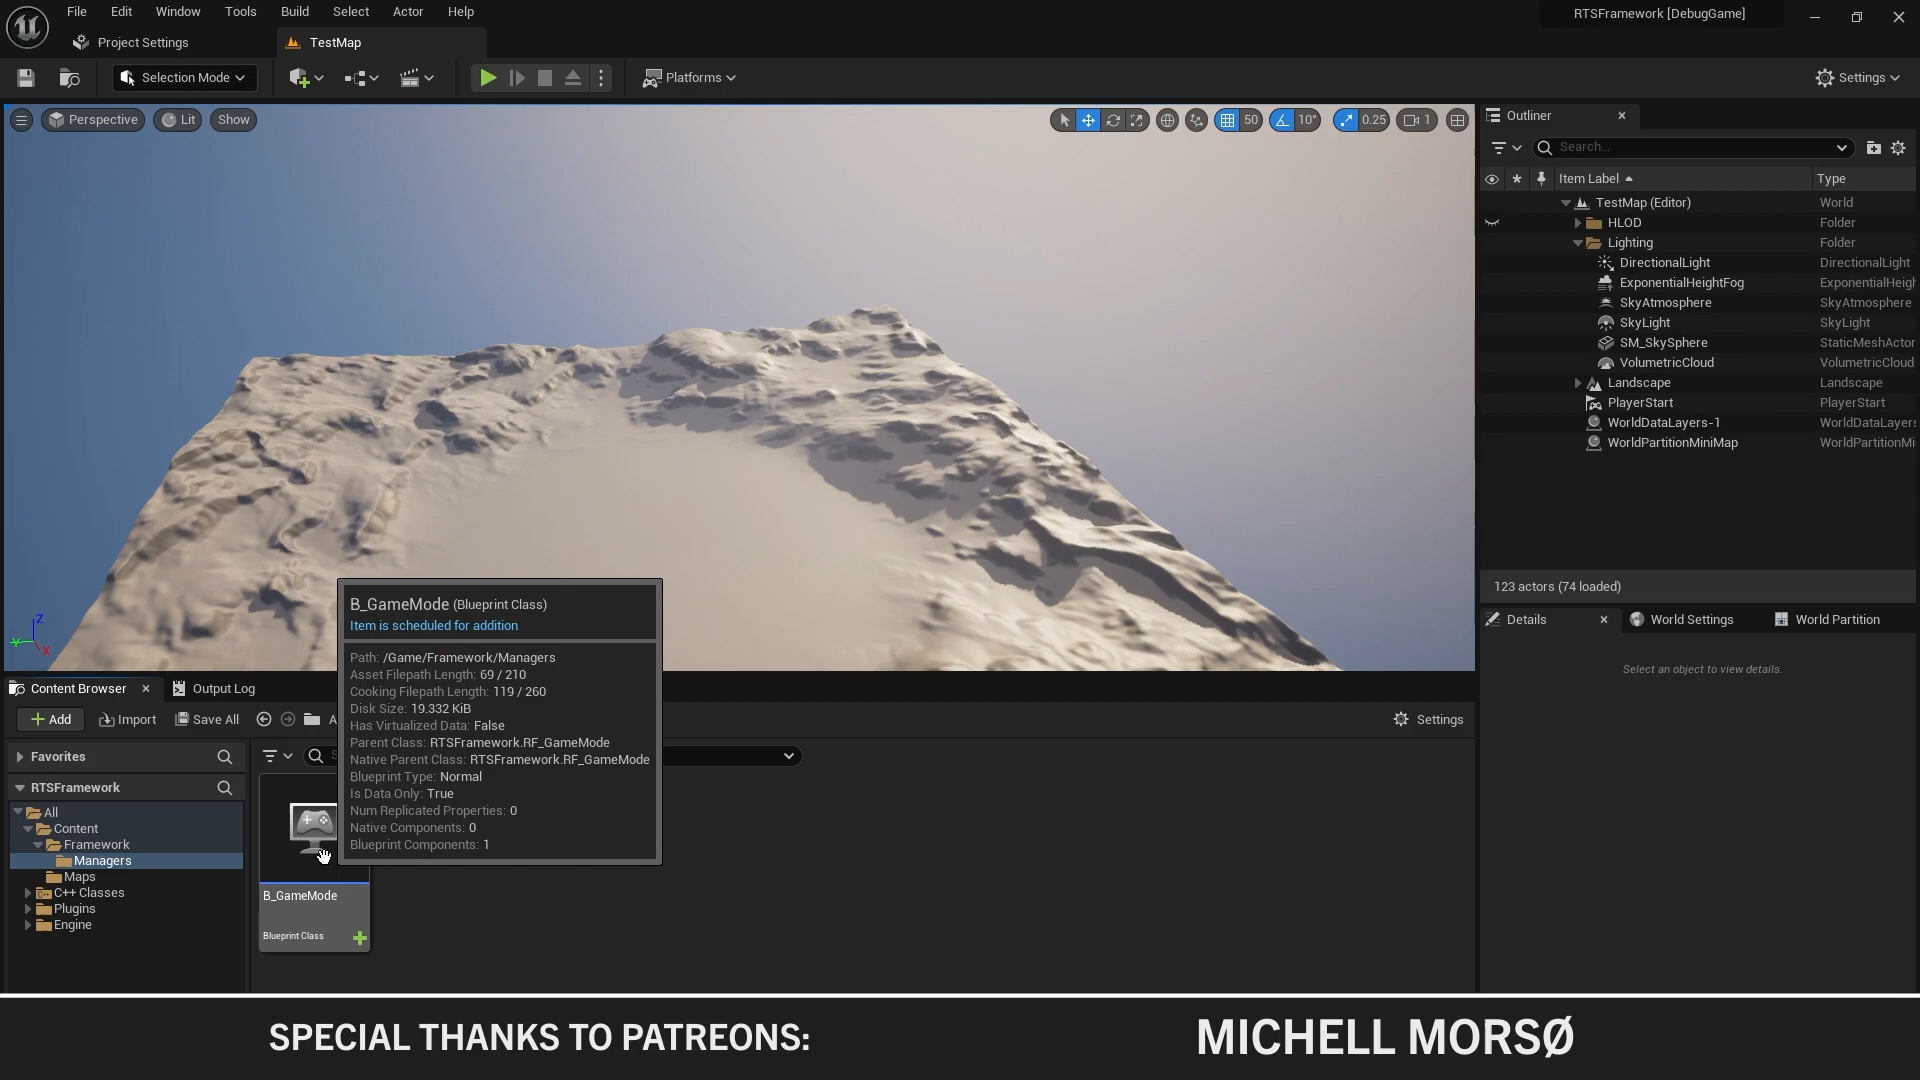 File Edit Window Tools Build Select Actor Help
RTSFramework [DebugGame]
Project Settings
TestMap
Selection Mode
Platforms
Settings
Perspective
Lit
Show
50
10°
0.25
1
Outliner
Search...
Item Label
Type
TestMap (Editor) World
HLOD Folder
Lighting Folder
DirectionalLight DirectionalLight
ExponentialHeightFog ExponentialHeigh
SkyAtmosphere SkyAtmosphere
SkyLight SkyLight
SM_SkySphere StaticMeshActor
VolumetricCloud VolumetricCloud
Landscape Landscape
PlayerStart PlayerStart
WorldDataLayers-1 WorldDataLayers
WorldPartitionMiniMap WorldPartitionMi
123 actors (74 loaded)
Details
World Settings
World Partition
Select an object to view details.
Z
Y
X
B_GameMode (Blueprint Class)
Item is scheduled for addition
Path: /Game/Framework/Managers
Asset Filepath Length: 69 / 210
Cooking Filepath Length: 119 / 260
Disk Size: 19.332 KiB
Has Virtualized Data: False
Parent Class: RTSFramework.RF_GameMode
Native Parent Class: RTSFramework.RF_GameMode
Blueprint Type: Normal
Is Data Only: True
Num Replicated Properties: 0
Native Components: 0
Blueprint Components: 1
Content Browser
Output Log
Add
Import
Save All
A
Settings
Favorites
RTSFramework
All
Content
Framework
Managers
Maps
C++ Classes
Plugins
Engine
S
B_GameMode
Blueprint Class
SPECIAL THANKS TO PATREONS:
MICHELL MORSØ